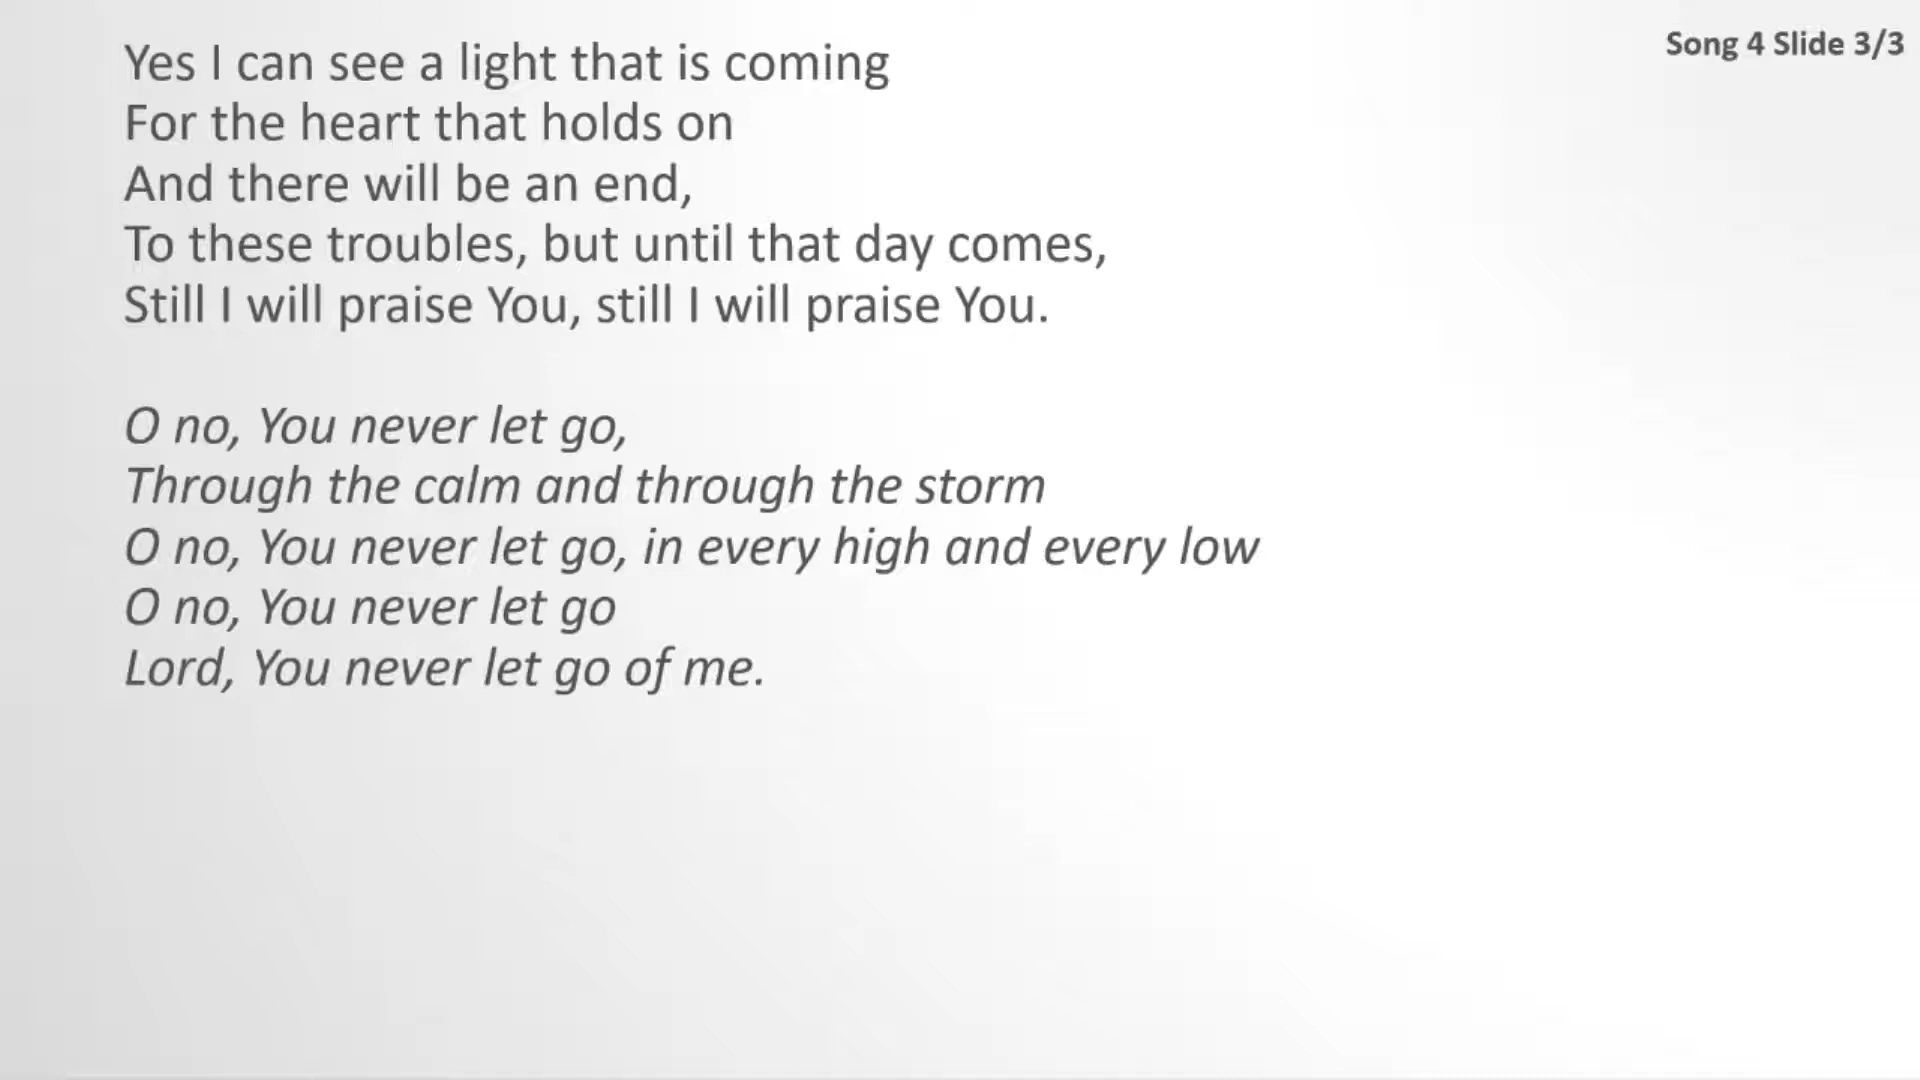 Song 4 Slide 3/3
Yes I can see a light that is coming
For the heart that holds on
And there will be an end,
To these troubles, but until that day comes,
Still I will praise You, still I will praise You.
O no, You never let go,
Through the calm and through the storm
O no, You never let go, in every high and every low
O no, You never let go
Lord, You never let go of me.